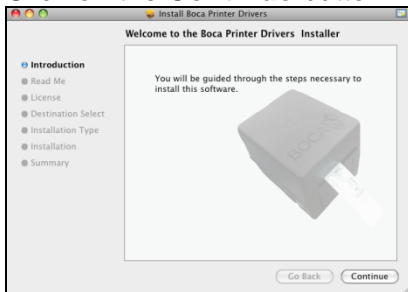 Install Boca Printer Drivers
Welcome to the Boca Printer Drivers Installer
Introduction
Read Me
License
Destination Select
Installation Type
Installation
Summary
You will be guided through the steps necessary to
install this software.
BOCA
Go Back
Continue